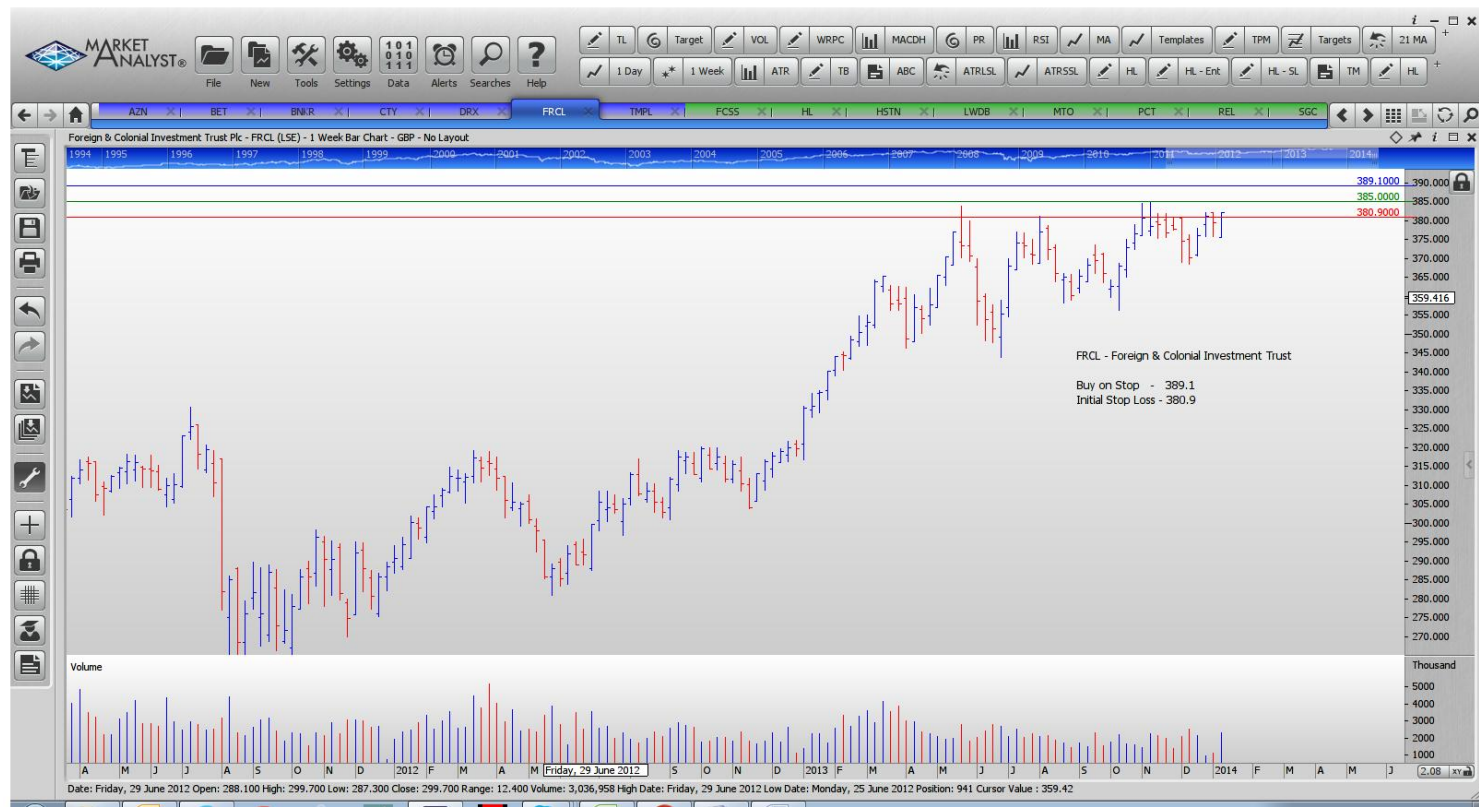 MARKET
ANALYST®
File New Tools Settings Data Alerts Searches Help
TL Target VOL WRPC MACDH PR RSI MA Templates TPM Targets 21 MA
1 Day 1 Week ATR TB ABC ATRLSL ATRSSL HL HL - Ent HL - SL TM HL
AZN BET BNKR CTY DRX FRCL TMPL FCSS HL HSTN LWDB MTO PCT REL SGC
Foreign & Colonial Investment Trust Plc - FRCL (LSE) - 1 Week Bar Chart - GBP - No Layout
1994 1995 1996 1997 1998 1999 2000 2001 2002 2003 2004 2005 2006 2007 2008 2009 2010 2011 2012 2013 2014
389.1000
385.0000
380.9000
390.000
385.000
380.000
375.000
370.000
365.000
359.416
355.000
350.000
345.000
340.000
335.000
330.000
325.000
320.000
315.000
310.000
305.000
300.000
295.000
290.000
285.000
280.000
275.000
270.000
FRCL - Foreign & Colonial Investment Trust
Buy on Stop - 389.1
Initial Stop Loss - 380.9
Volume
Thousand
5000
4000
3000
2000
1000
A M J J A S O N D 2012 F M A M Friday, 29 June 2012 S O N D 2013 F M A M J J A S O N D 2014 F M A M J 2.08 XY
Date: Friday, 29 June 2012 Open: 288.100 High: 299.700 Low: 287.300 Close: 299.700 Range: 12.400 Volume: 3,036,958 High Date: Friday, 29 June 2012 Low Date: Monday, 25 June 2012 Position: 941 Cursor Value : 359.42